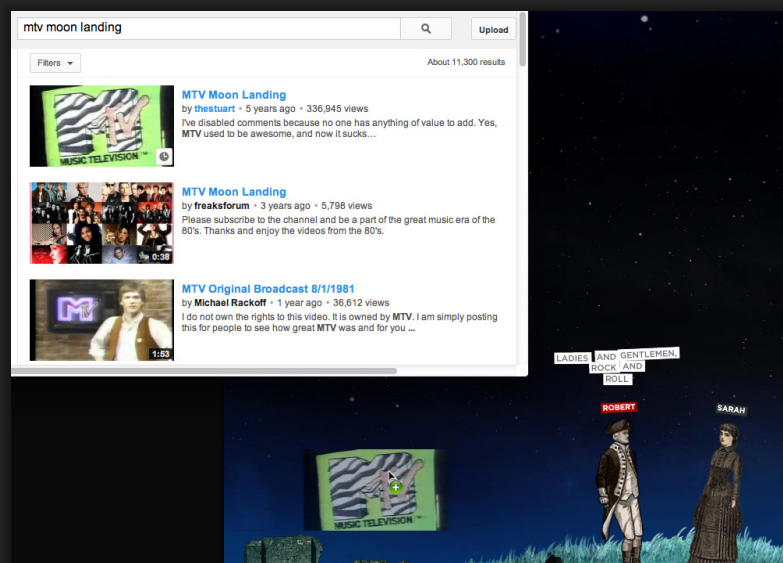 mtv moon landing
Upload
Filters
About 11,300 results
MTV Moon Landing
by thestuart • 5 years ago • 336,945 views
I've disabled comments because no one has anything of value to add. Yes,
MTV used to be awesome, and now it sucks...
MTV
MUSIC TELEVISION™
MTV Moon Landing
by freaksforum • 3 years ago • 5,798 views
Please subscribe to the channel and be a part of the great music era of the
80's. Thanks and enjoy the videos from the 80's.
0:38
MTV Original Broadcast 8/1/1981
by Michael Rackoff • 1 year ago • 36,612 views
I do not own the rights to this video. It is owned by MTV. I am simply posting
this for people to see how great MTV was and for you ...
MTV
1:53
LADIES AND GENTLEMEN,
ROCK AND
ROLL
ROBERT
SARAH
MTV
MUSIC TELEVISION